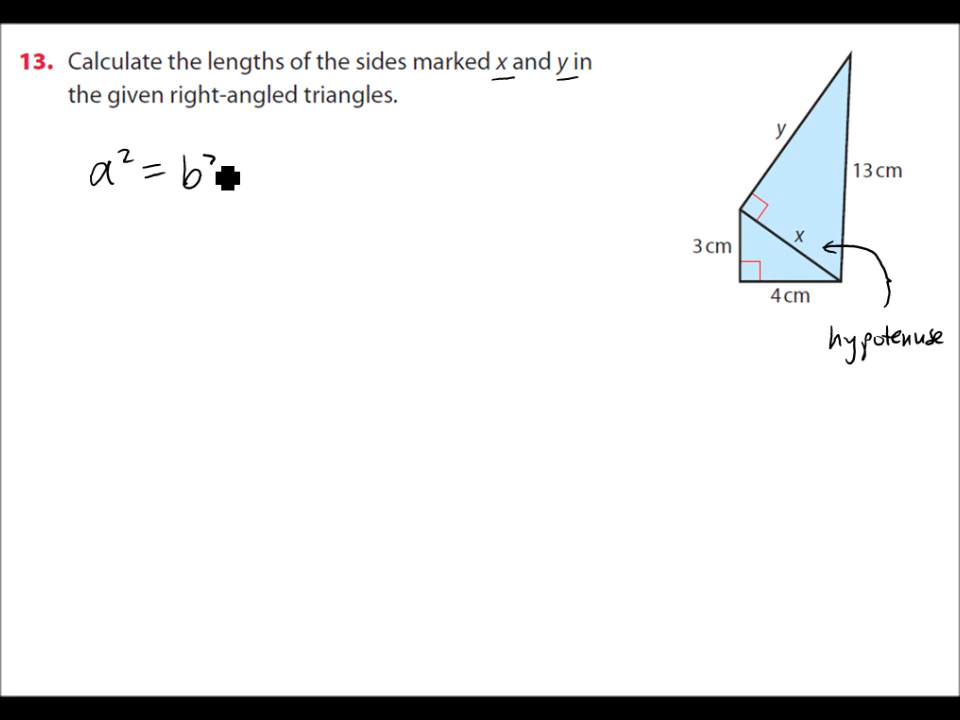 13. Calculate the lengths of the sides marked x and y in
the given right-angled triangles.
a² = b²
y
13 cm
x
3 cm
4 cm
hypotenuse